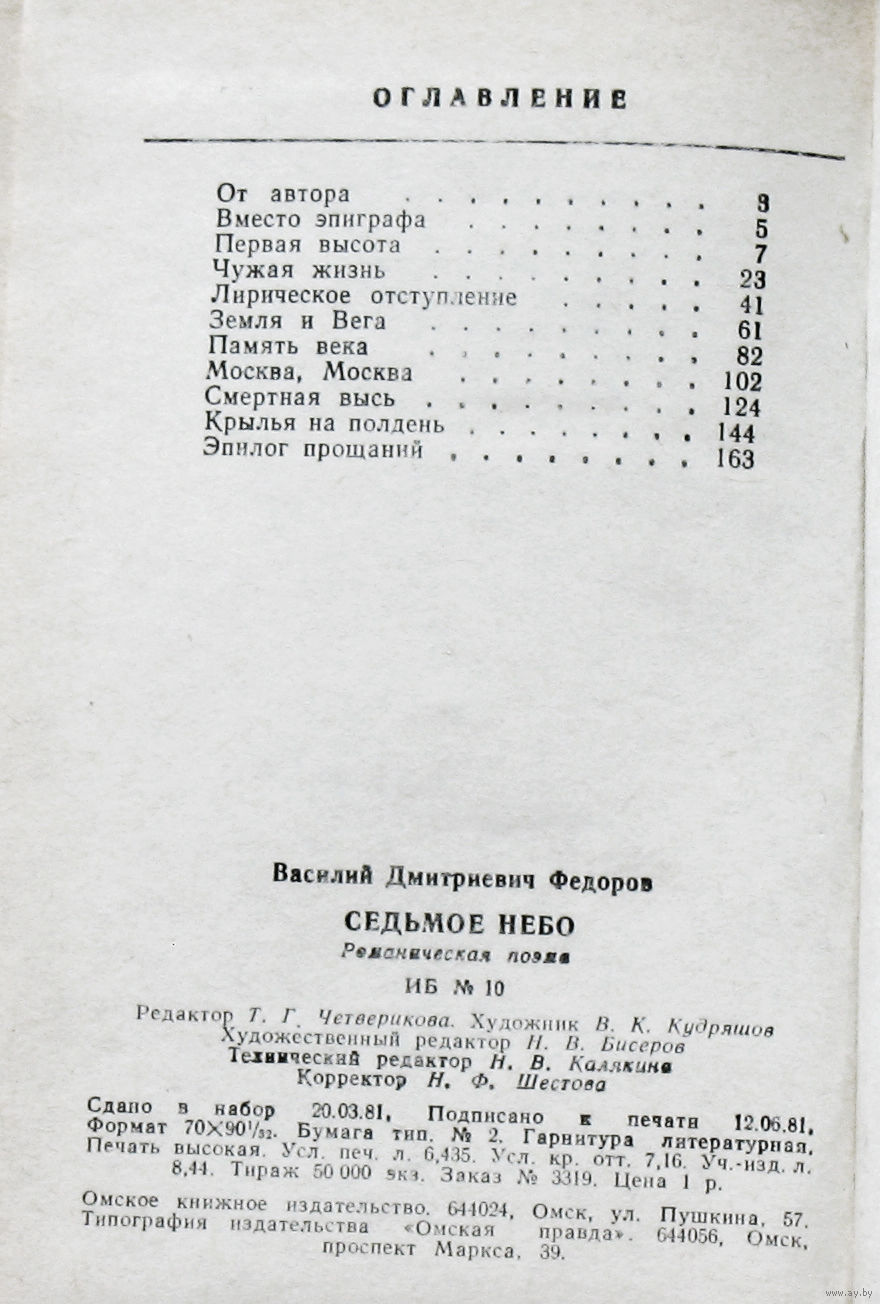 ОГЛАВЛЕНИЕ
От автора . . . . . . . . . . 3
Вместо эпиграфа . . . . . . . . 5
Первая высота . . . . . . . . . 7
Чужая жизнь . . . . . . . . . 23
Лирическое отступление . . . . . 41
Земля и Вега . . . . . . . . . 61
Память века . . . . . . . . . 82
Москва, Москва . . . . . . . . 102
Смертная высь . . . . . . . . . 124
Крылья на полдень . . . . . . . . 144
Эпилог прощаний . . . . . . . . 163
Василий Дмитриевич Федоров
СЕДЬМОЕ НЕБО
Романическая поэма
ИБ № 10
Редактор Т. Г. Четверикова. Художник В. К. Кудряшов
Художественный редактор Н. В. Бисеров
Технический редактор Н. В. Калякина
Корректор Н. Ф. Шестова
Сдано в набор 20.03.81. Подписано к печати 12.06.81.
Формат 70X90¹/₃₂. Бумага тип. № 2. Гарнитура литературная.
Печать высокая. Усл. печ. л. 6,435. Усл. кр. отт. 7,16. Уч.-изд. л.
8,44. Тираж 50 000 экз. Заказ № 3319. Цена 1 р.
Омское книжное издательство. 644024, Омск, ул. Пушкина, 57.
Типография издательства «Омская правда». 644056, Омск,
проспект Маркса, 39.
www.ay.by